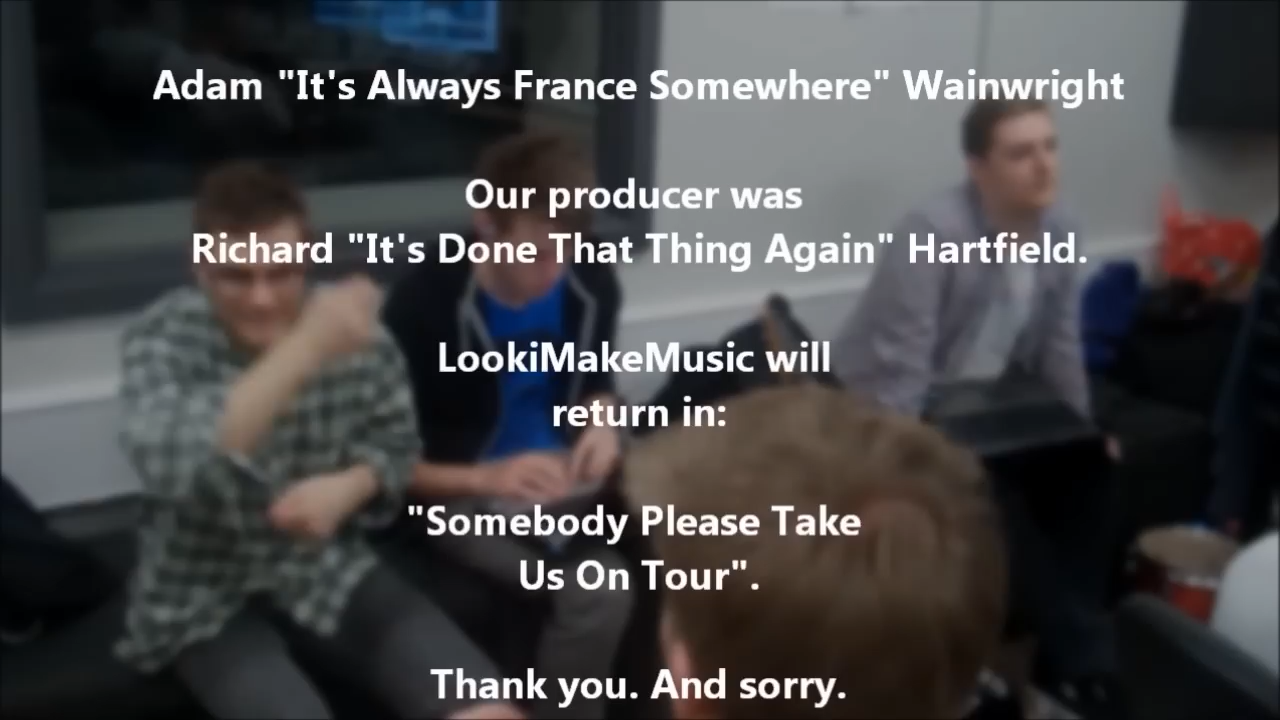 Adam "It's Always France Somewhere" Wainwright
Our producer was
Richard "It's Done That Thing Again" Hartfield.
LookiMakeMusic will
return in:
"Somebody Please Take
Us On Tour".
Thank you. And sorry.